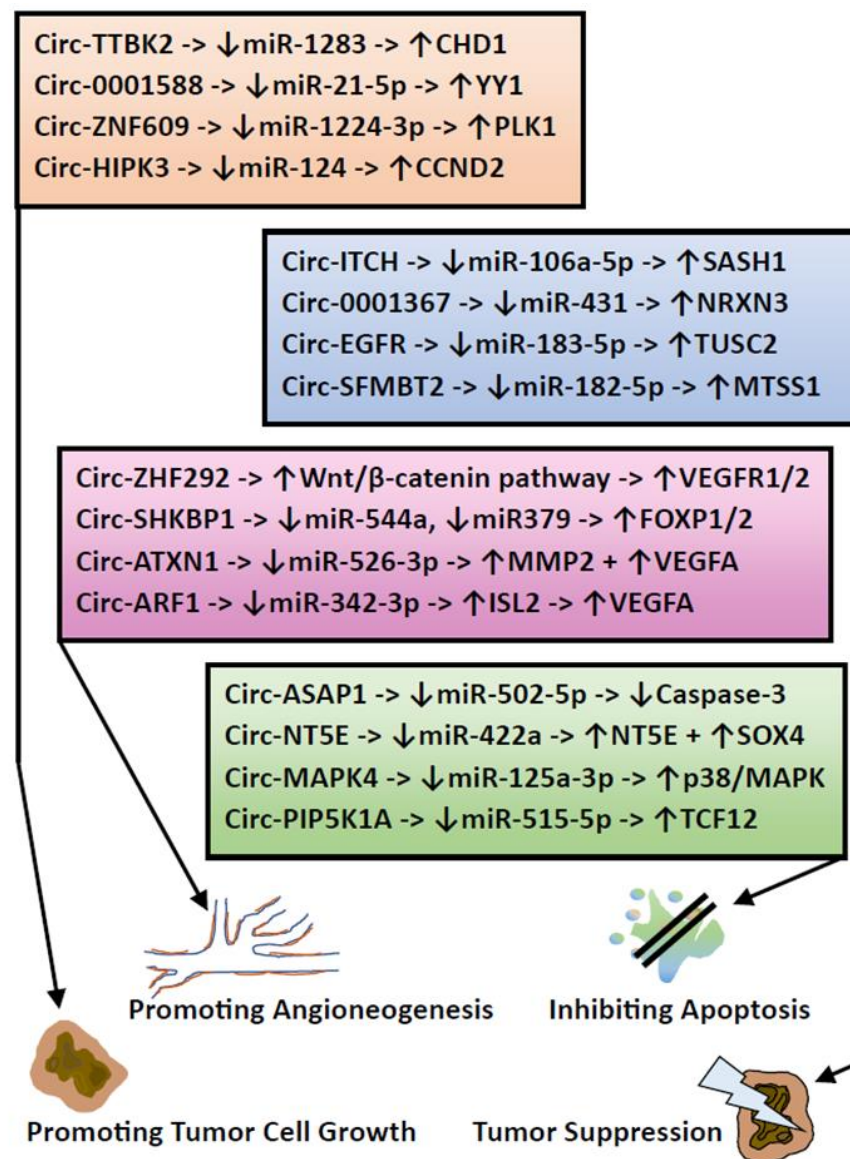 Circ-TTBK2 -> ↓miR-1283 -> ↑CHD1
Circ-0001588 -> ↓miR-21-5p -> ↑YY1
Circ-ZNF609 -> ↓miR-1224-3p -> ↑PLK1
Circ-HIPK3 -> ↓miR-124 -> ↑CCND2
Circ-ITCH -> ↓miR-106a-5p -> ↑SASH1
Circ-0001367 -> ↓miR-431 -> ↑NRXN3
Circ-EGFR -> ↓miR-183-5p -> ↑TUSC2
Circ-SFMBT2 -> ↓miR-182-5p -> ↑MTSS1
Circ-ZHF292 -> ↑Wnt/β-catenin pathway -> ↑VEGFR1/2
Circ-SHKBP1 -> ↓miR-544a, ↓miR379 -> ↑FOXP1/2
Circ-ATXN1 -> ↓miR-526-3p -> ↑MMP2 + ↑VEGFA
Circ-ARF1 -> ↓miR-342-3p -> ↑ISL2 -> ↑VEGFA
Circ-ASAP1 -> ↓miR-502-5p -> ↓Caspase-3
Circ-NT5E -> ↓miR-422a -> ↑NT5E + ↑SOX4
Circ-MAPK4 -> ↓miR-125a-3p -> ↑p38/MAPK
Circ-PIP5K1A -> ↓miR-515-5p -> ↑TCF12
Promoting Angioneogenesis
Inhibiting Apoptosis
Promoting Tumor Cell Growth
Tumor Suppression